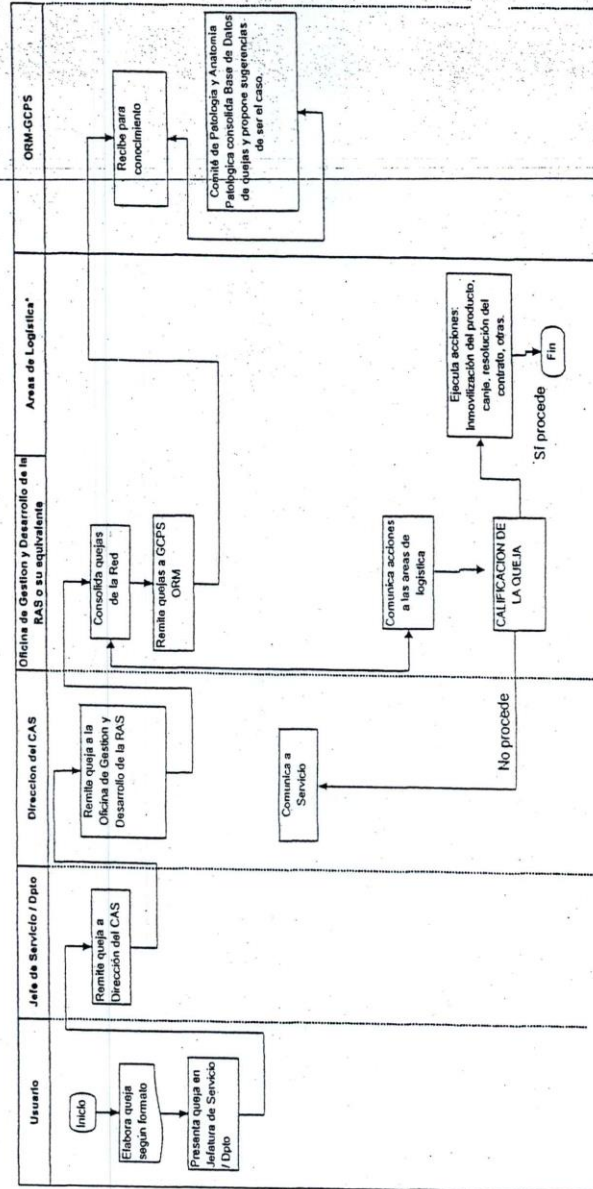 Usuario
Jefe de Servicio / Dpto
Direccion del CAS
Oficina de Gestion y Desarrollo de la
RAS o su equivalente
Areas de Logistica*
ORM-GCPS
Inicio
Elabora queja
según formato
Presenta queja en
Jefatura de Servicio
/ Dpto
Remite queja a
Dirección del CAS
Remite queja a la
Oficina de Gestion y
Desarrollo de la RAS
Comunica a
Servicio
Consolida quejas
de la Red
Remite quejas a GCPS
ORM
Comunica acciones
a las areas de
logística
CALIFICACION DE
LA QUEJA
No procede
SÍ procede
Ejecuta acciones:
Inmovilización del producto,
canje, resolución del
contrato, otras.
Fin
Recibe para
conocimiento
Comité de Patología y Anatomía
Patologica consolida Base de Datos
de quejas y propone sugerencias
de ser el caso.